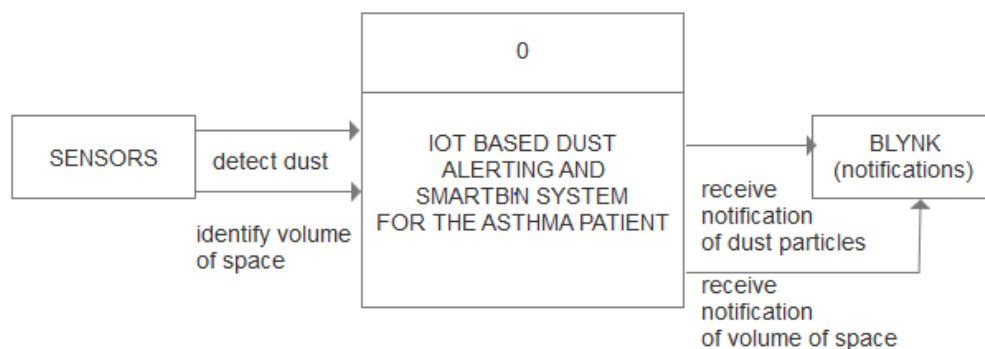 0
SENSORS
detect dust
identify volume
of space
IOT BASED DUST
ALERTING AND
SMARTBIN SYSTEM
FOR THE ASTHMA PATIENT
BLYNK
(notifications)
receive
notification
of dust particles
receive
notification
of volume of space